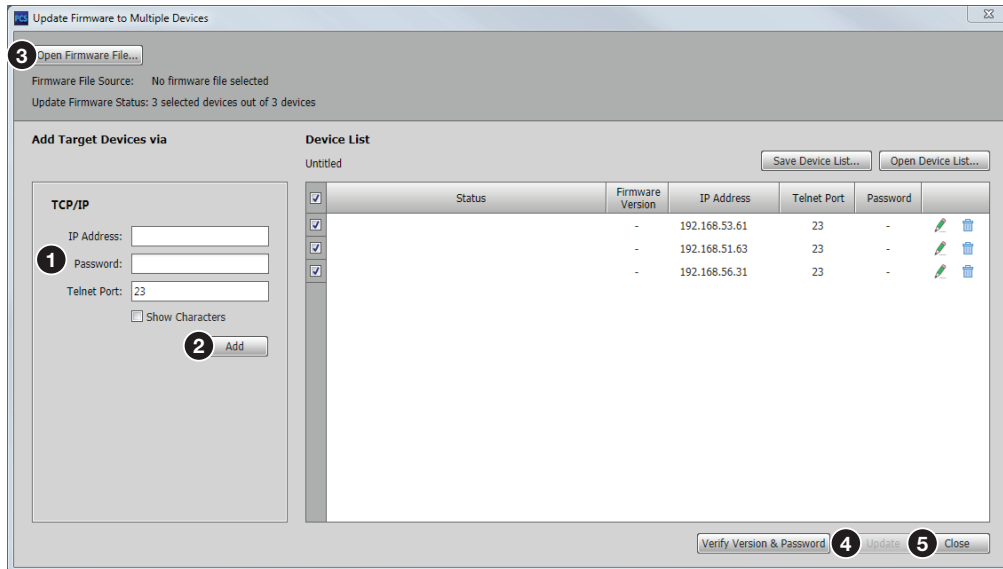 PCS Update Firmware to Multiple Devices
3 Open Firmware File...
Firmware File Source: No firmware file selected
Update Firmware Status: 3 selected devices out of 3 devices
Add Target Devices via
Device List
Untitled
Save Device List... Open Device List...
TCP/IP
1
IP Address:
Password:
Telnet Port: 23
Show Characters
2 Add
Status Firmware Version IP Address Telnet Port Password
- 192.168.53.61 23 -
- 192.168.51.63 23 -
- 192.168.56.31 23 -
Verify Version & Password 4 Update 5 Close